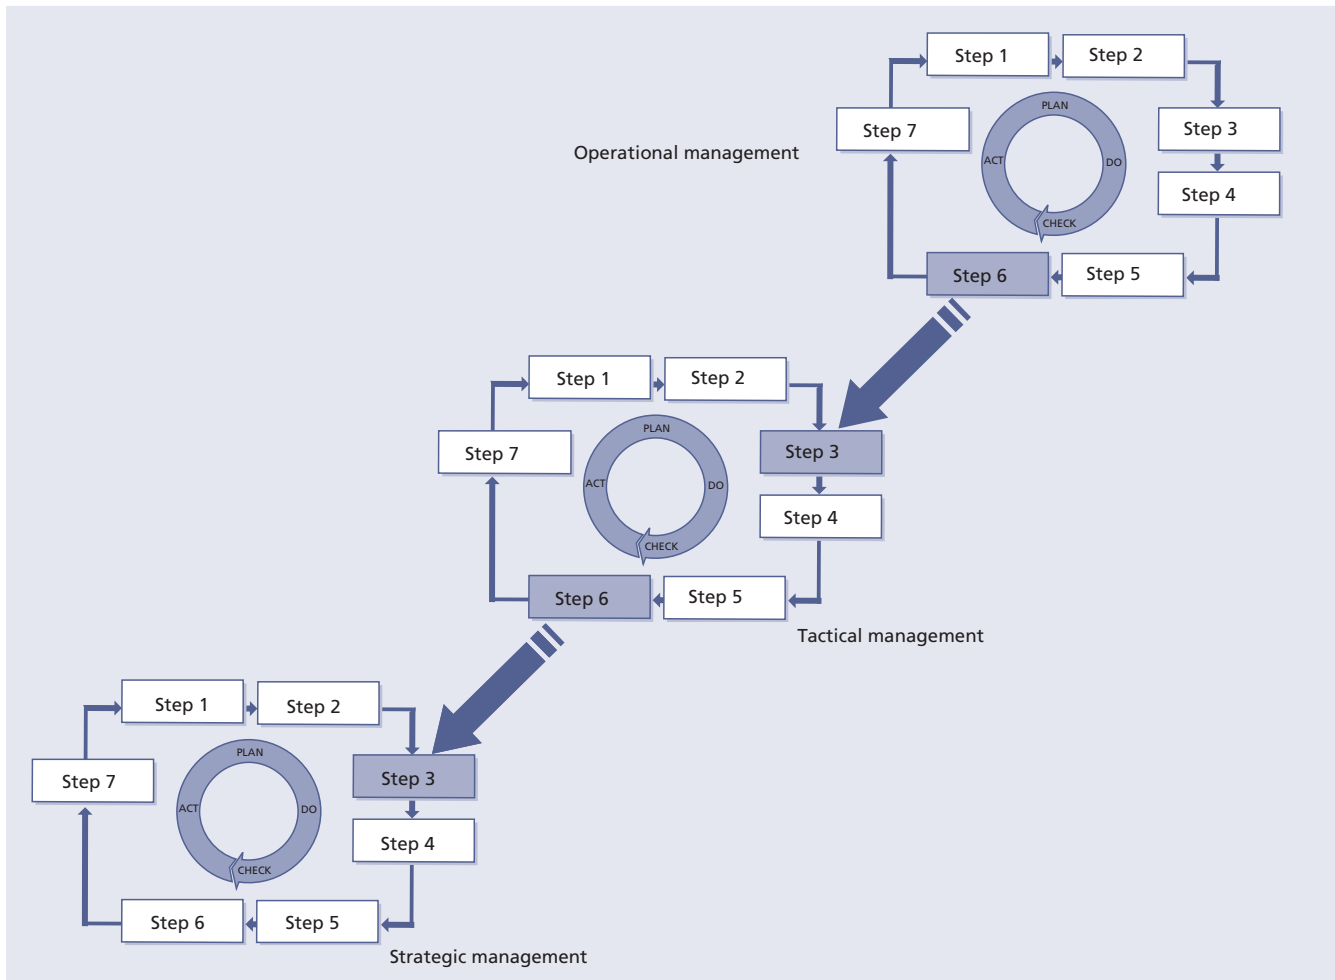 Step 1
Step 2
Step 7
PLAN
Step 3
Operational management
ACT
DO
Step 4
CHECK
Step 6
Step 5
Step 1
Step 2
PLAN
Step 7
Step 3
ACT
DO
Step 4
CHECK
Step 6
Step 5
Tactical management
Step 1
Step 2
PLAN
Step 7
Step 3
ACT
DO
Step 4
CHECK
Step 6
Step 5
Strategic management